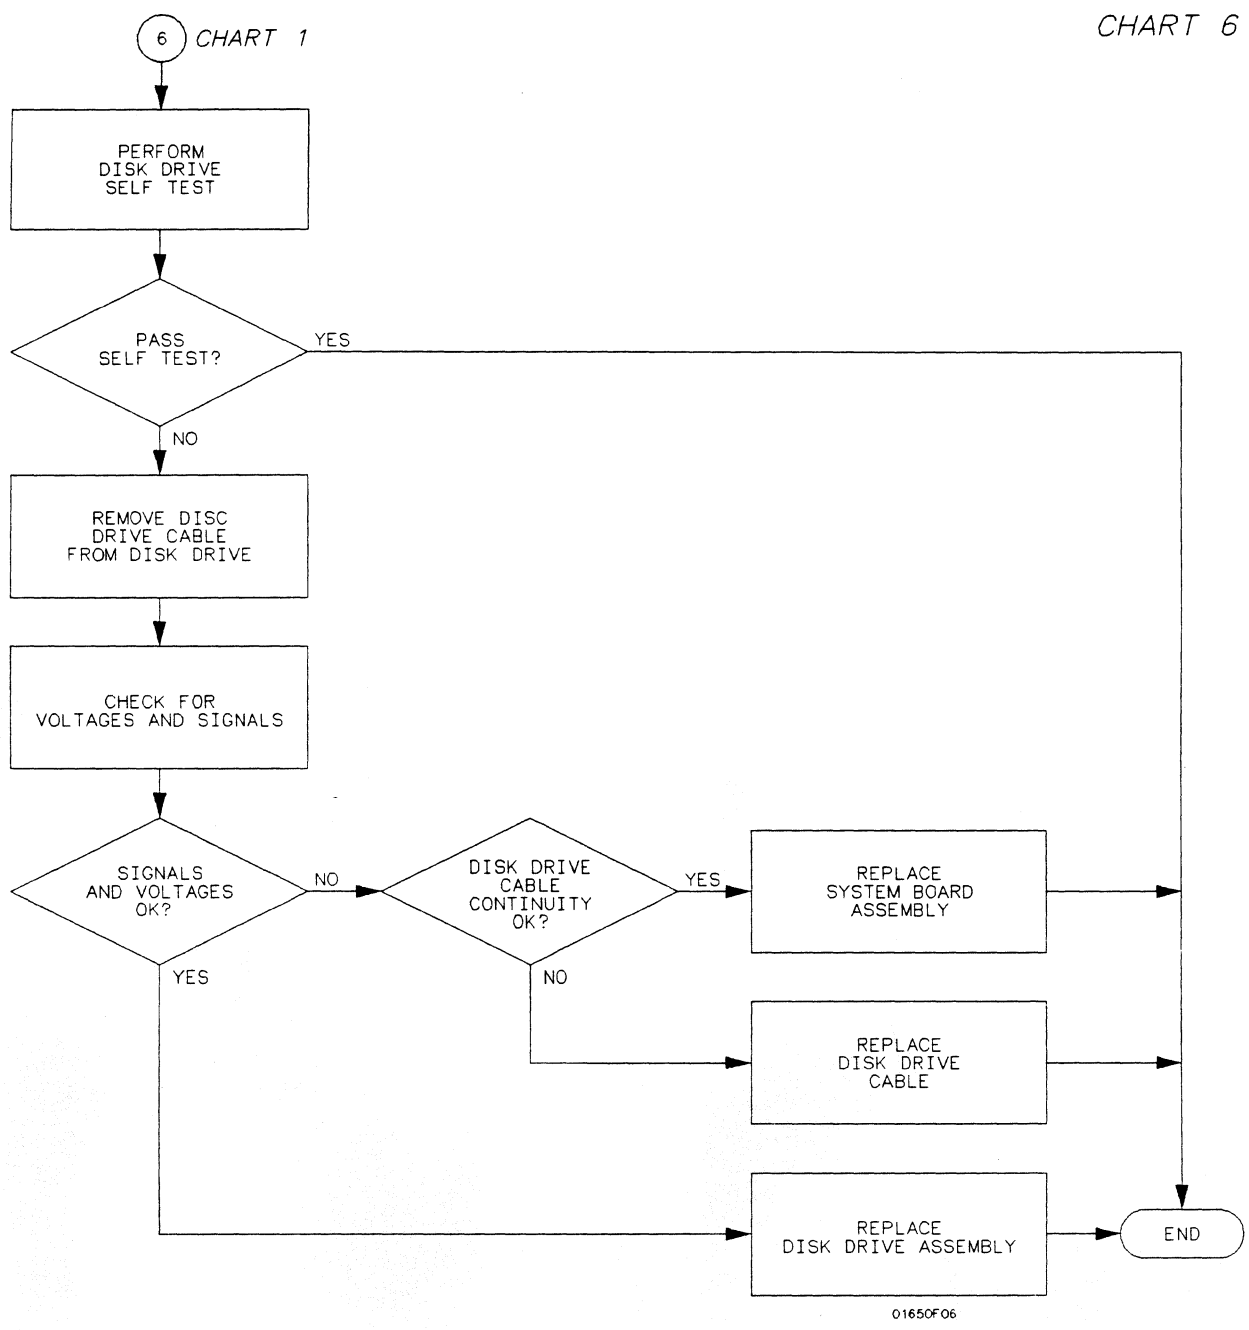 6 CHART 1
CHART 6
PERFORM
DISK DRIVE
SELF TEST
PASS
SELF TEST?
YES
NO
REMOVE DISC
DRIVE CABLE
FROM DISK DRIVE
CHECK FOR
VOLTAGES AND SIGNALS
SIGNALS
AND VOLTAGES
OK?
NO
YES
DISK DRIVE
CABLE
CONTINUITY
OK?
YES
NO
REPLACE
SYSTEM BOARD
ASSEMBLY
REPLACE
DISK DRIVE
CABLE
REPLACE
DISK DRIVE ASSEMBLY
END
01650F06